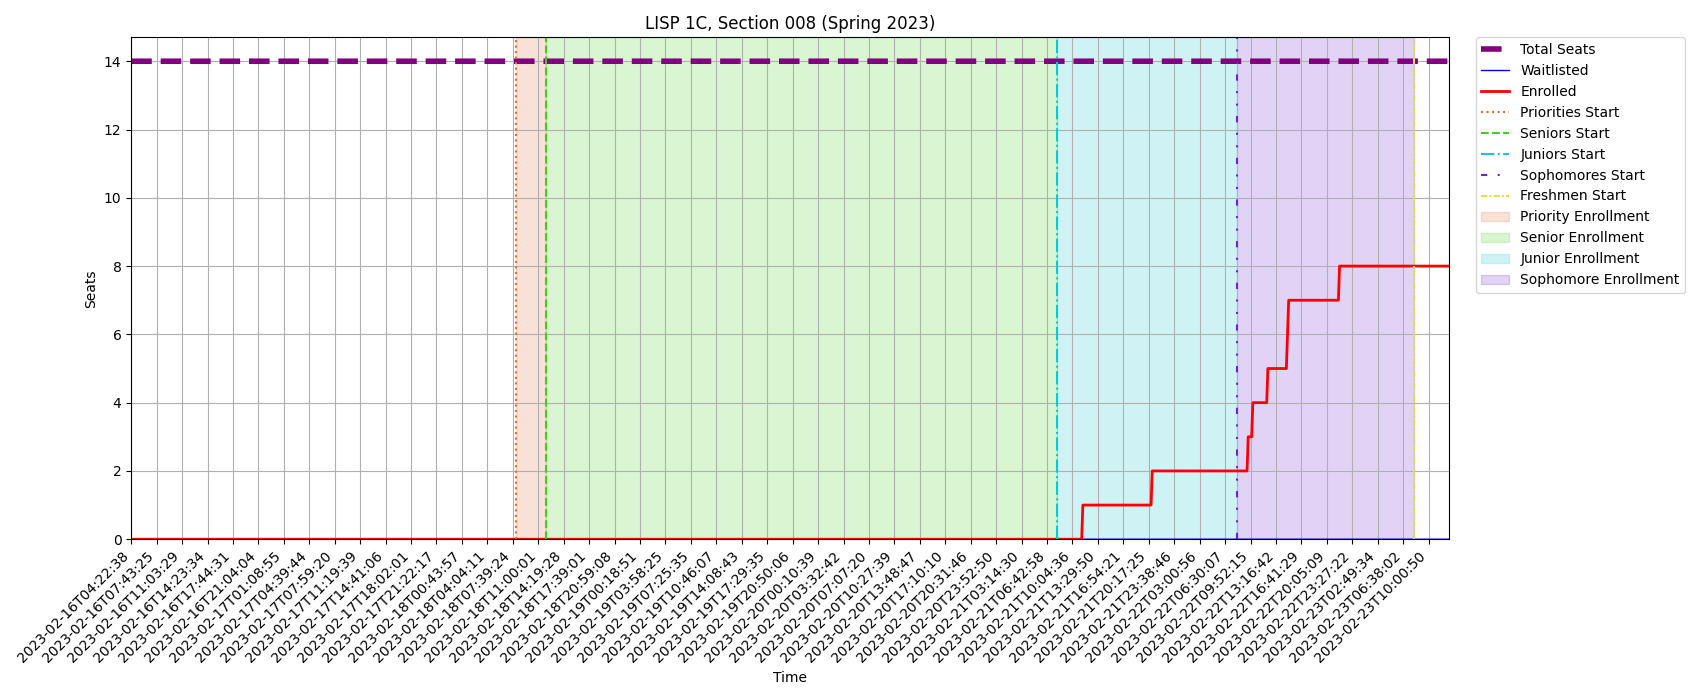 LISP 1C, Section 008 (Spring 2023)
14
12
10
8
6
4
2
0
Seats
2023-02-16T04:22:38
2023-02-16T07:43:25
2023-02-16T11:03:29
2023-02-16T14:23:34
2023-02-16T17:44:31
2023-02-16T21:04:04
2023-02-17T01:08:55
2023-02-17T04:39:44
2023-02-17T07:59:20
2023-02-17T11:19:39
2023-02-17T14:41:06
2023-02-17T18:02:01
2023-02-17T21:22:17
2023-02-18T00:43:57
2023-02-18T04:04:11
2023-02-18T07:39:24
2023-02-18T11:00:01
2023-02-18T14:19:28
2023-02-18T17:39:01
2023-02-18T20:59:08
2023-02-19T00:18:51
2023-02-19T03:58:25
2023-02-19T07:25:35
2023-02-19T10:46:07
2023-02-19T14:08:43
2023-02-19T17:29:35
2023-02-19T20:50:06
2023-02-20T00:10:39
2023-02-20T03:32:42
2023-02-20T07:07:20
2023-02-20T10:27:39
2023-02-20T13:48:47
2023-02-20T17:10:10
2023-02-20T20:31:46
2023-02-20T23:52:50
2023-02-21T03:14:30
2023-02-21T06:42:58
2023-02-21T10:04:36
2023-02-21T13:29:50
2023-02-21T16:54:21
2023-02-21T20:17:25
2023-02-21T23:38:46
2023-02-22T03:00:56
2023-02-22T06:30:07
2023-02-22T09:52:15
2023-02-22T13:16:42
2023-02-22T16:41:29
2023-02-22T20:05:09
2023-02-22T23:27:22
2023-02-23T02:49:34
2023-02-23T06:38:02
2023-02-23T10:00:50
Time
Total Seats
Waitlisted
Enrolled
Priorities Start
Seniors Start
Juniors Start
Sophomores Start
Freshmen Start
Priority Enrollment
Senior Enrollment
Junior Enrollment
Sophomore Enrollment